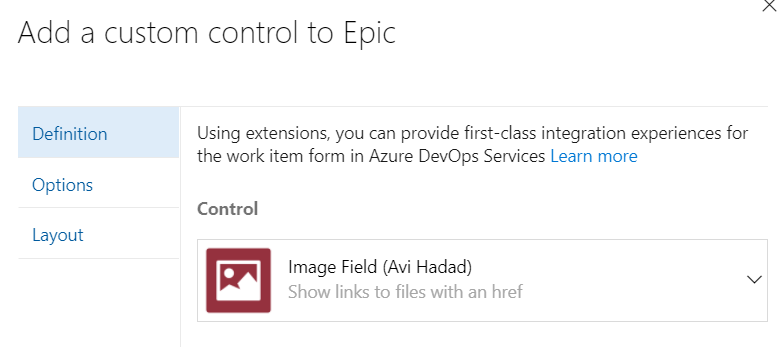 Add a custom control to Epic
Definition
Options
Layout
Using extensions, you can provide first-class integration experiences for
the work item form in Azure DevOps Services Learn more
Control
Image Field (Avi Hadad)
Show links to files with an href